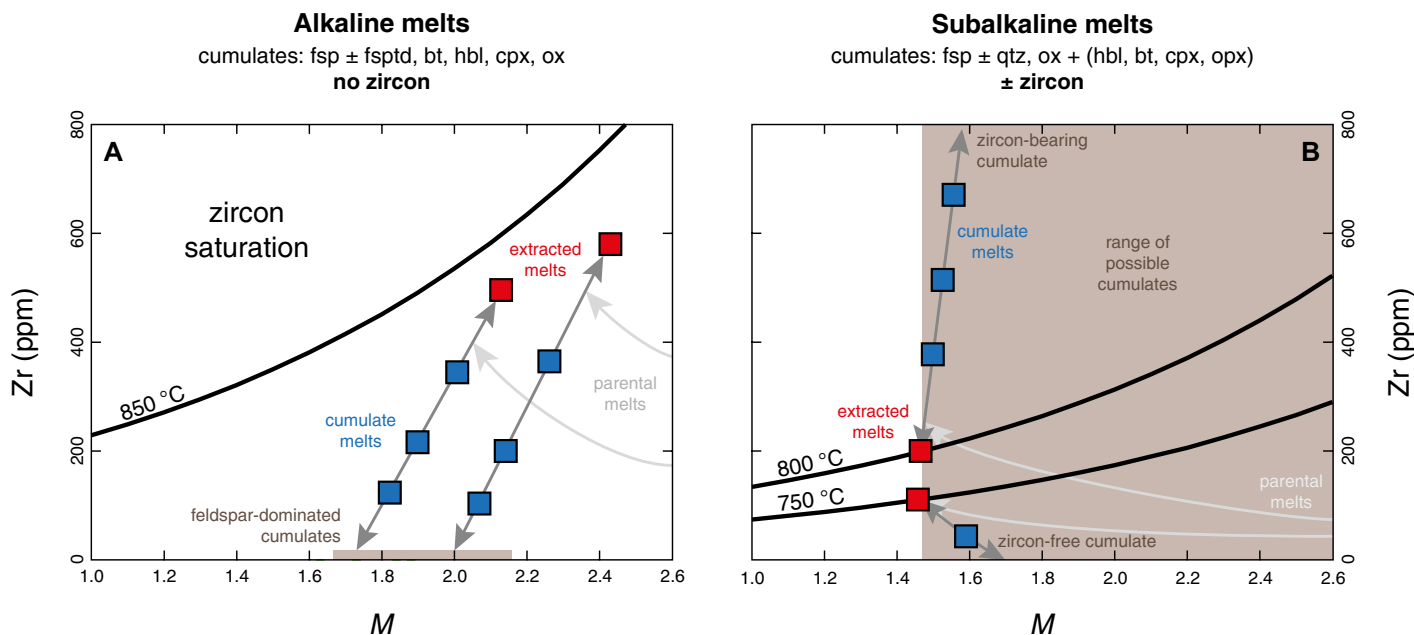 Alkaline melts
cumulates: fsp ± fsptd, bt, hbl, cpx, ox
no zircon
Subalkaline melts
cumulates: fsp ± qtz, ox + (hbl, bt, cpx, opx)
± zircon
A
zircon
saturation
850 °C
extracted
melts
cumulate
melts
parental
melts
feldspar-dominated
cumulates
Zr (ppm)
800
600
400
200
0
1.0
1.2
1.4
1.6
1.8
2.0
2.2
2.4
2.6
M
B
zircon-bearing
cumulate
cumulate
melts
range of
possible
cumulates
extracted
melts
800 °C
750 °C
parental
melts
zircon-free cumulate
800
600
400
200
0
Zr (ppm)
1.0
1.2
1.4
1.6
1.8
2.0
2.2
2.4
2.6
M